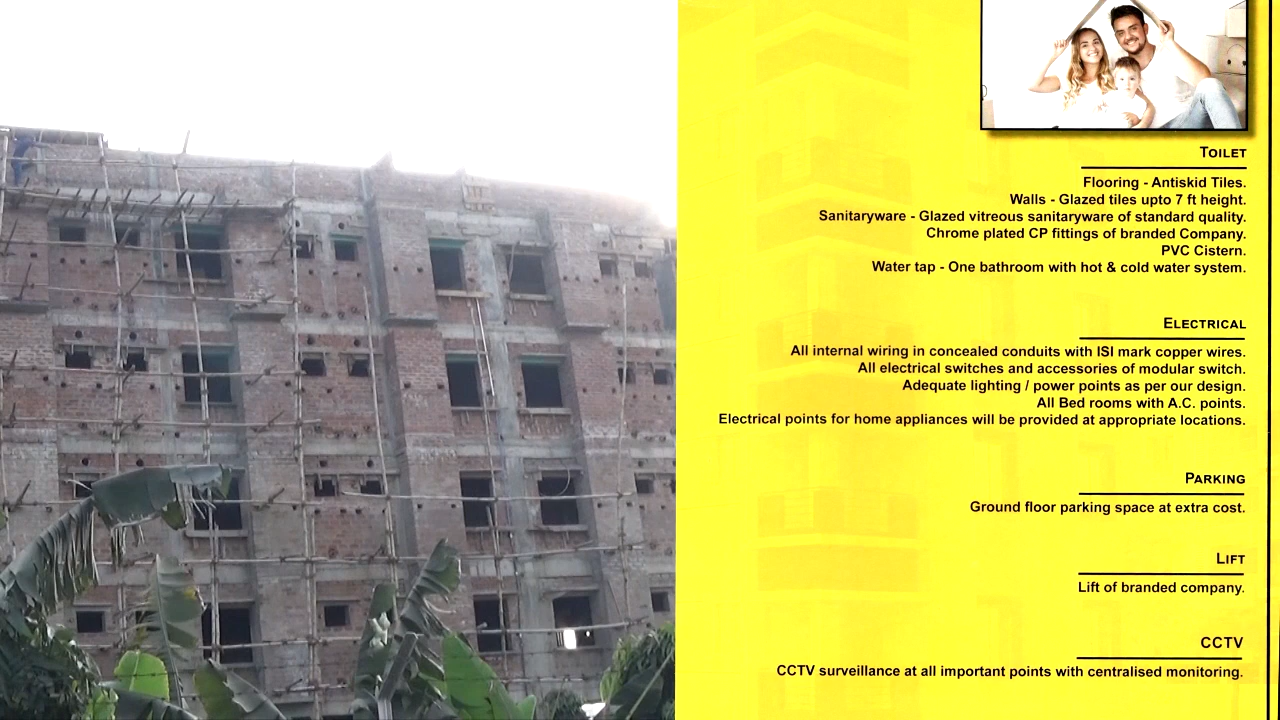 TOILET
Flooring - Antiskid Tiles.
Walls - Glazed tiles upto 7 ft height.
Sanitaryware - Glazed vitreous sanitaryware of standard quality.
Chrome plated CP fittings of branded Company.
PVC Cistern.
Water tap - One bathroom with hot & cold water system.
ELECTRICAL
All internal wiring in concealed conduits with ISI mark copper wires.
All electrical switches and accessories of modular switch.
Adequate lighting / power points as per our design.
All Bed rooms with A.C. points.
Electrical points for home appliances will be provided at appropriate locations.
PARKING
Ground floor parking space at extra cost.
LIFT
Lift of branded company.
CCTV
CCTV surveillance at all important points with centralised monitoring.